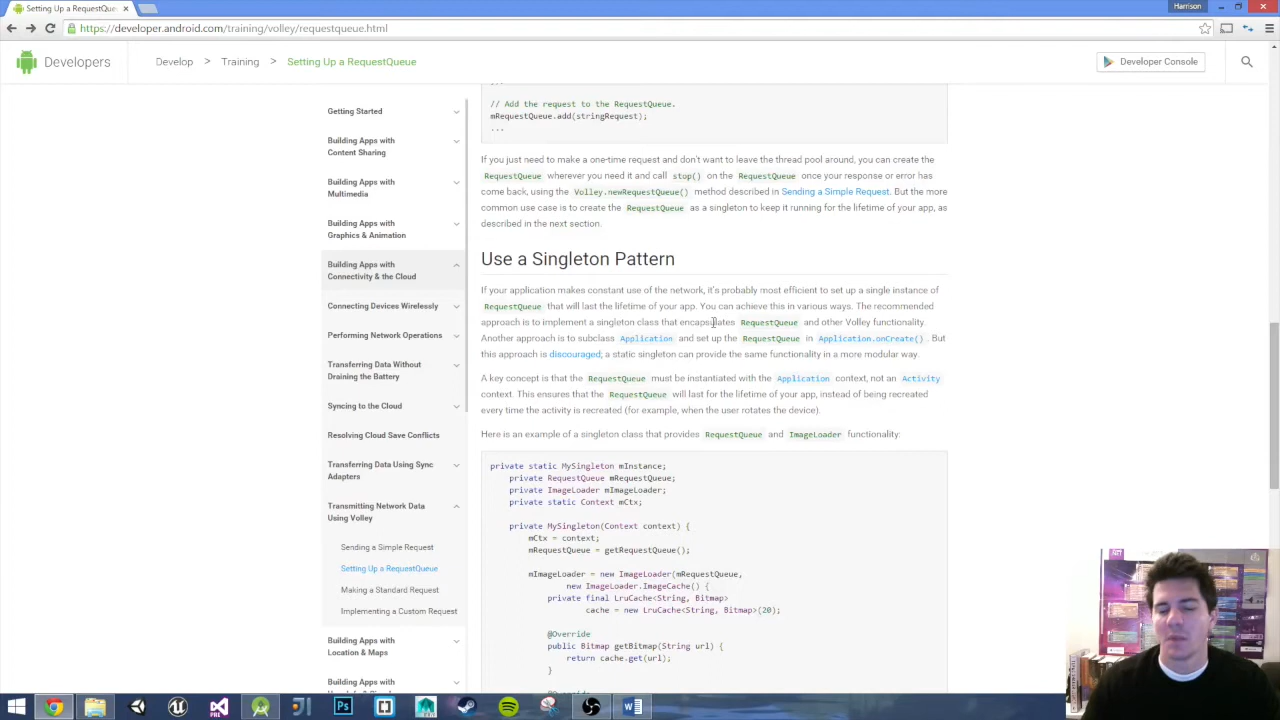 Setting Up a RequestQue
Harrison
https://developer.android.com/training/volley/requestqueue.html
Developers
Develop > Training > Setting Up a RequestQueue
Developer Console
Getting Started
Building Apps with
Content Sharing
Building Apps with
Multimedia
Building Apps with
Graphics & Animation
Building Apps with
Connectivity & the Cloud
Connecting Devices Wirelessly
Performing Network Operations
Transferring Data Without
Draining the Battery
Syncing to the Cloud
Resolving Cloud Save Conflicts
Transferring Data Using Sync
Adapters
Transmitting Network Data
Using Volley
Sending a Simple Request
Setting Up a RequestQueue
Making a Standard Request
Implementing a Custom Request
Building Apps with
Location & Maps
Building Apps with
// Add the request to the RequestQueue.
mRequestQueue.add(stringRequest);
...
If you just need to make a one-time request and don't want to leave the thread pool around, you can create the
RequestQueue wherever you need it and call stop() on the RequestQueue once your response or error has
come back, using the Volley.newRequestQueue() method described in Sending a Simple Request. But the more
common use case is to create the RequestQueue as a singleton to keep it running for the lifetime of your app, as
described in the next section.
Use a Singleton Pattern
If your application makes constant use of the network, it's probably most efficient to set up a single instance of
RequestQueue that will last the lifetime of your app. You can achieve this in various ways. The recommended
approach is to implement a singleton class that encapsulates RequestQueue and other Volley functionality.
Another approach is to subclass Application and set up the RequestQueue in Application.onCreate(). But
this approach is discouraged; a static singleton can provide the same functionality in a more modular way.
A key concept is that the RequestQueue must be instantiated with the Application context, not an Activity
context. This ensures that the RequestQueue will last for the lifetime of your app, instead of being recreated
every time the activity is recreated (for example, when the user rotates the device).
Here is an example of a singleton class that provides RequestQueue and ImageLoader functionality:
private static MySingleton mInstance;
private RequestQueue mRequestQueue;
private ImageLoader mImageLoader;
private static Context mCtx;
private MySingleton(Context context) {
mCtx = context;
mRequestQueue = getRequestQueue();
mImageLoader = new ImageLoader(mRequestQueue,
new ImageLoader.ImageCache() {
private final LruCache<String, Bitmap>
cache = new LruCache<String, Bitmap>(20);
@Override
public Bitmap getBitmap(String url) {
return cache.get(url);
}
@Override